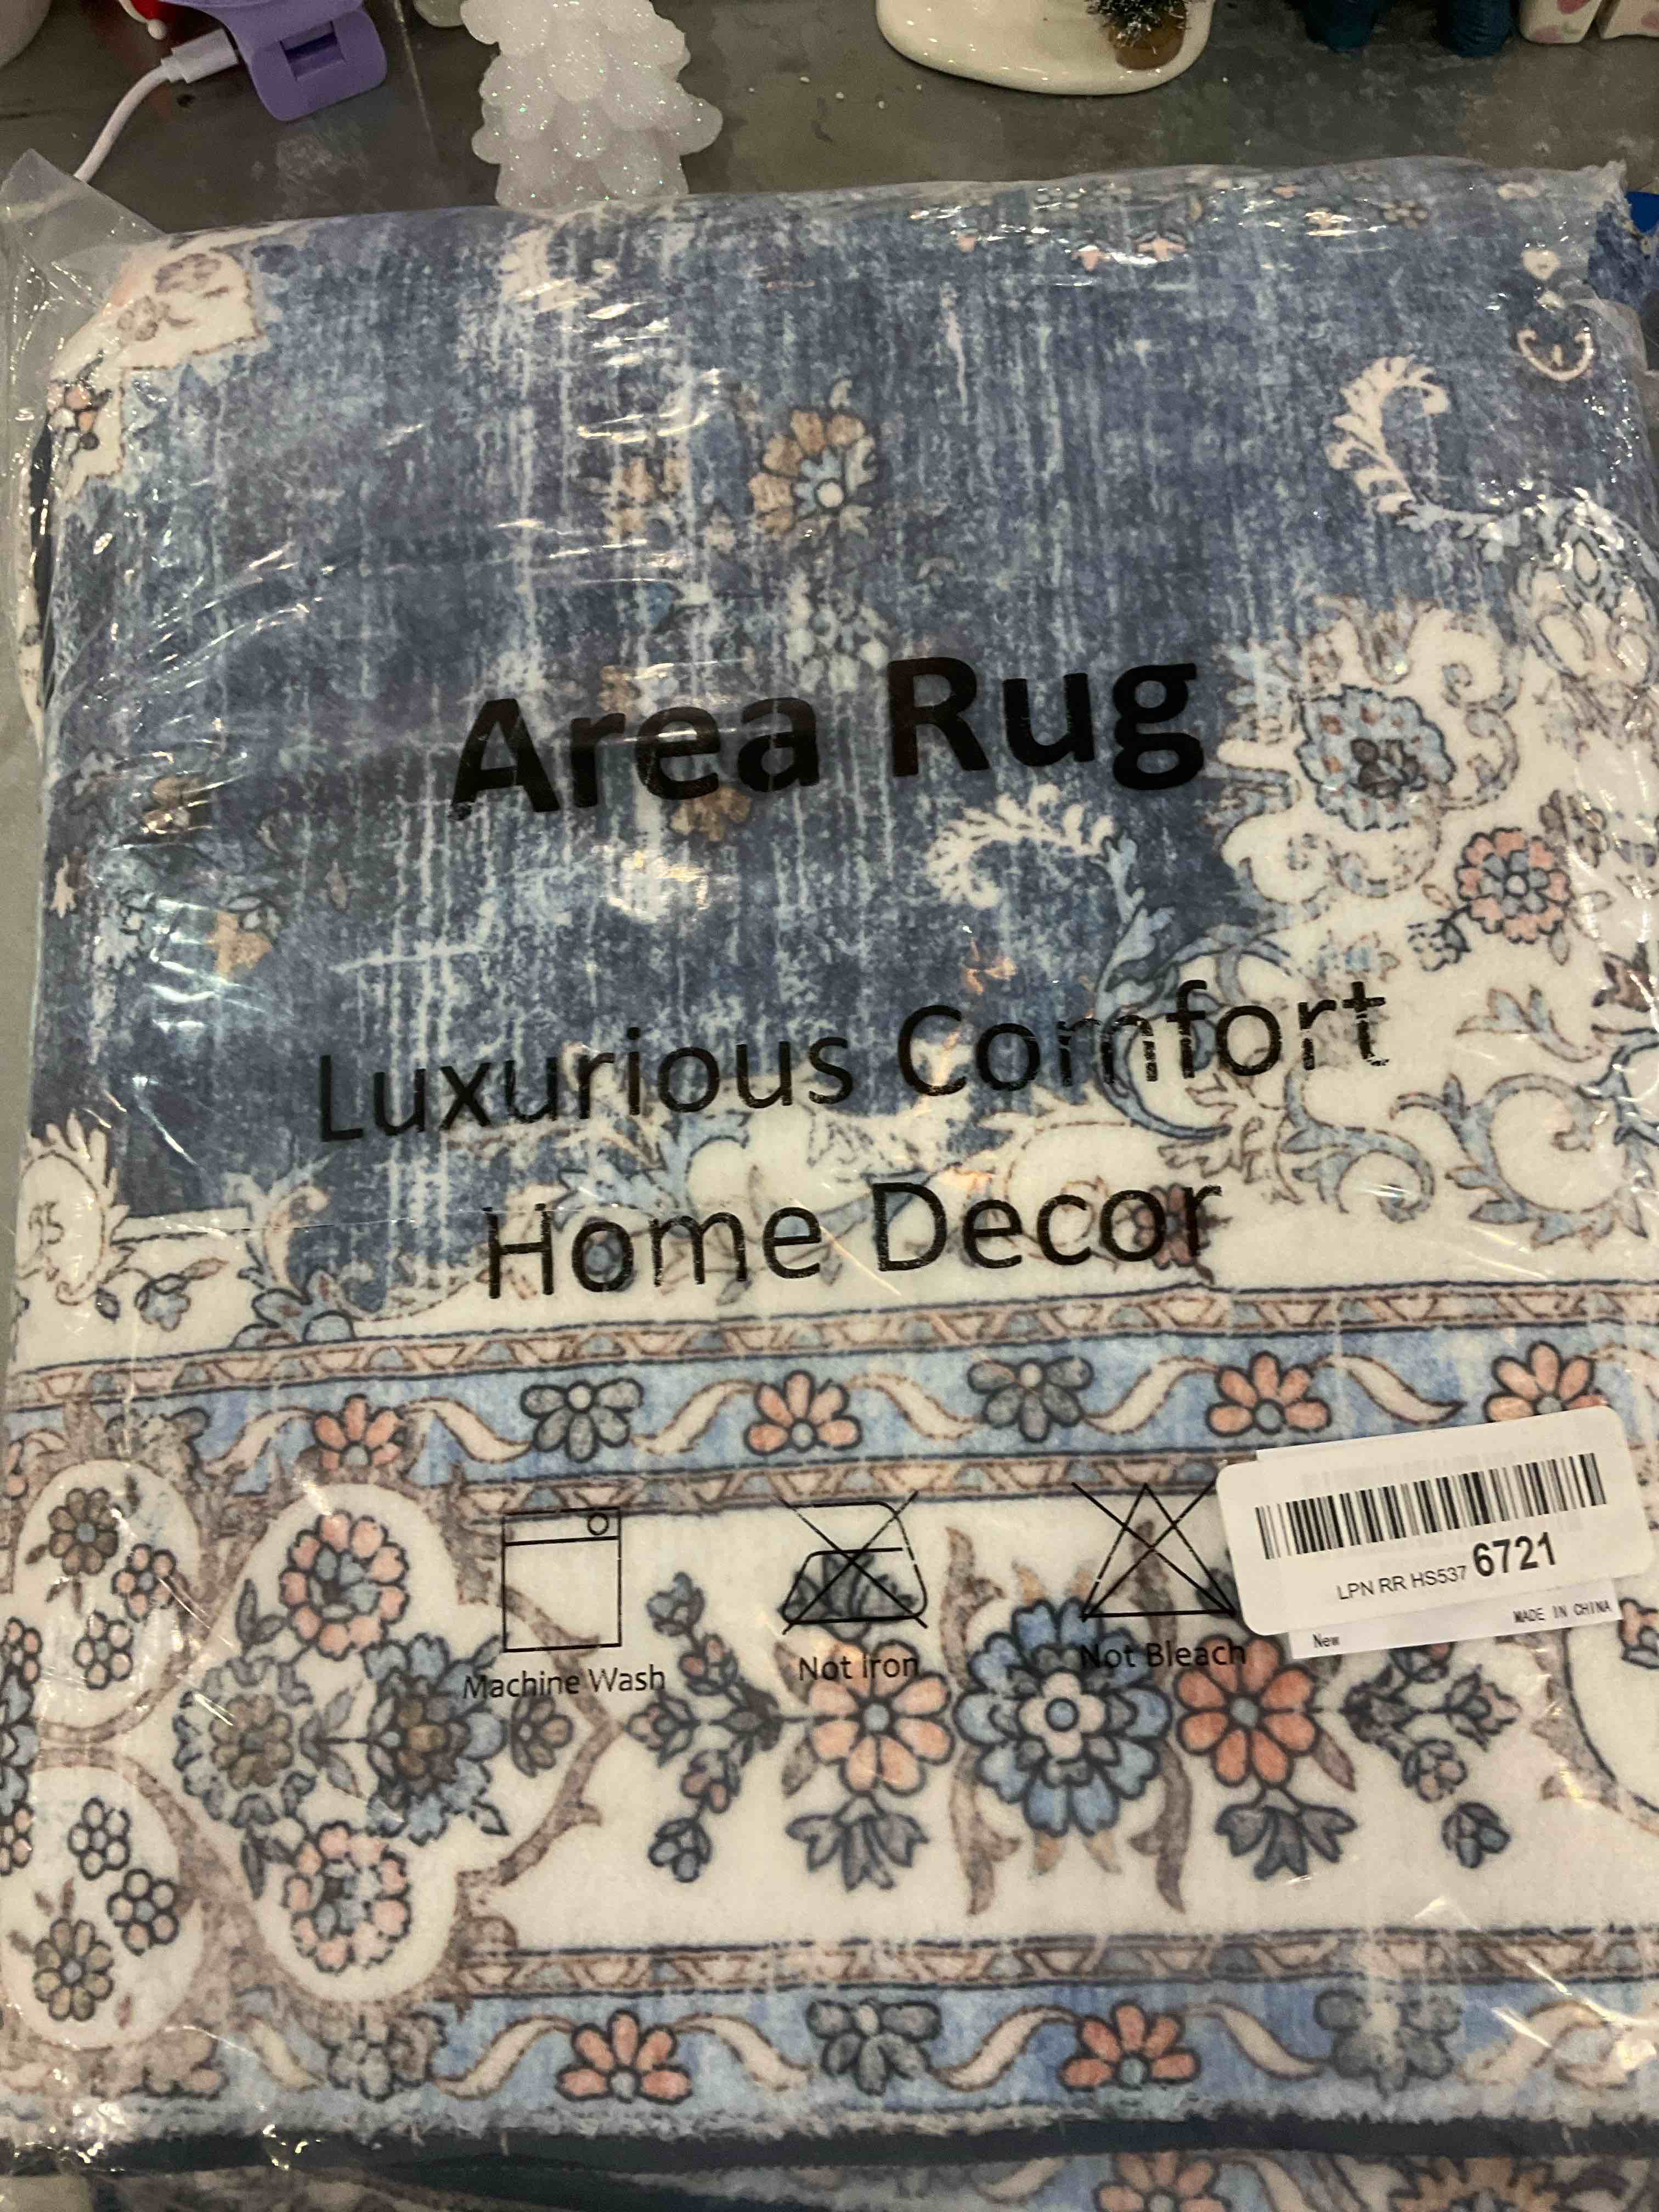 Area Rug
Luxurious Comfort
Home Decor
Machine Wash
Not Iron
Not Bleach
LPN RR HS537 6721
New
MADE IN CHINA